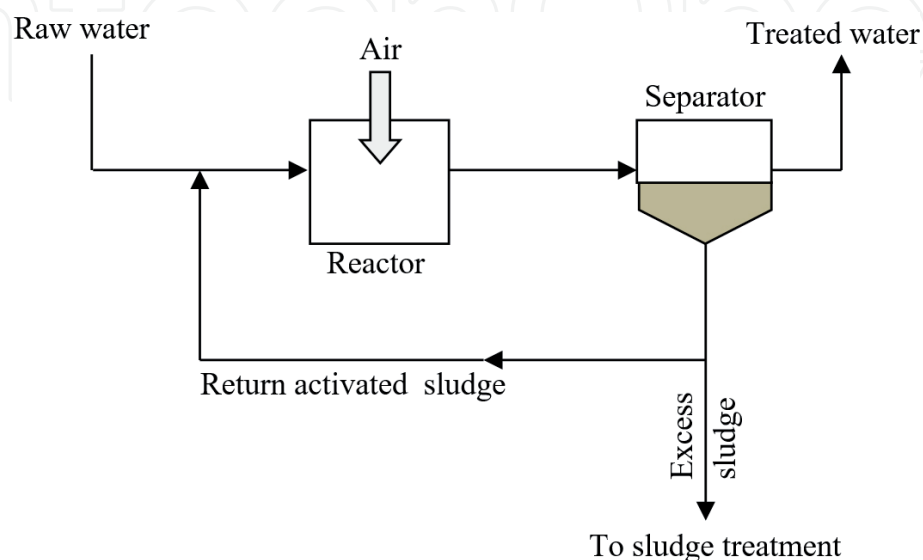 Raw water
Treated water
Air
Separator
Reactor
Return activated sludge
Excess
sludge
To sludge treatment